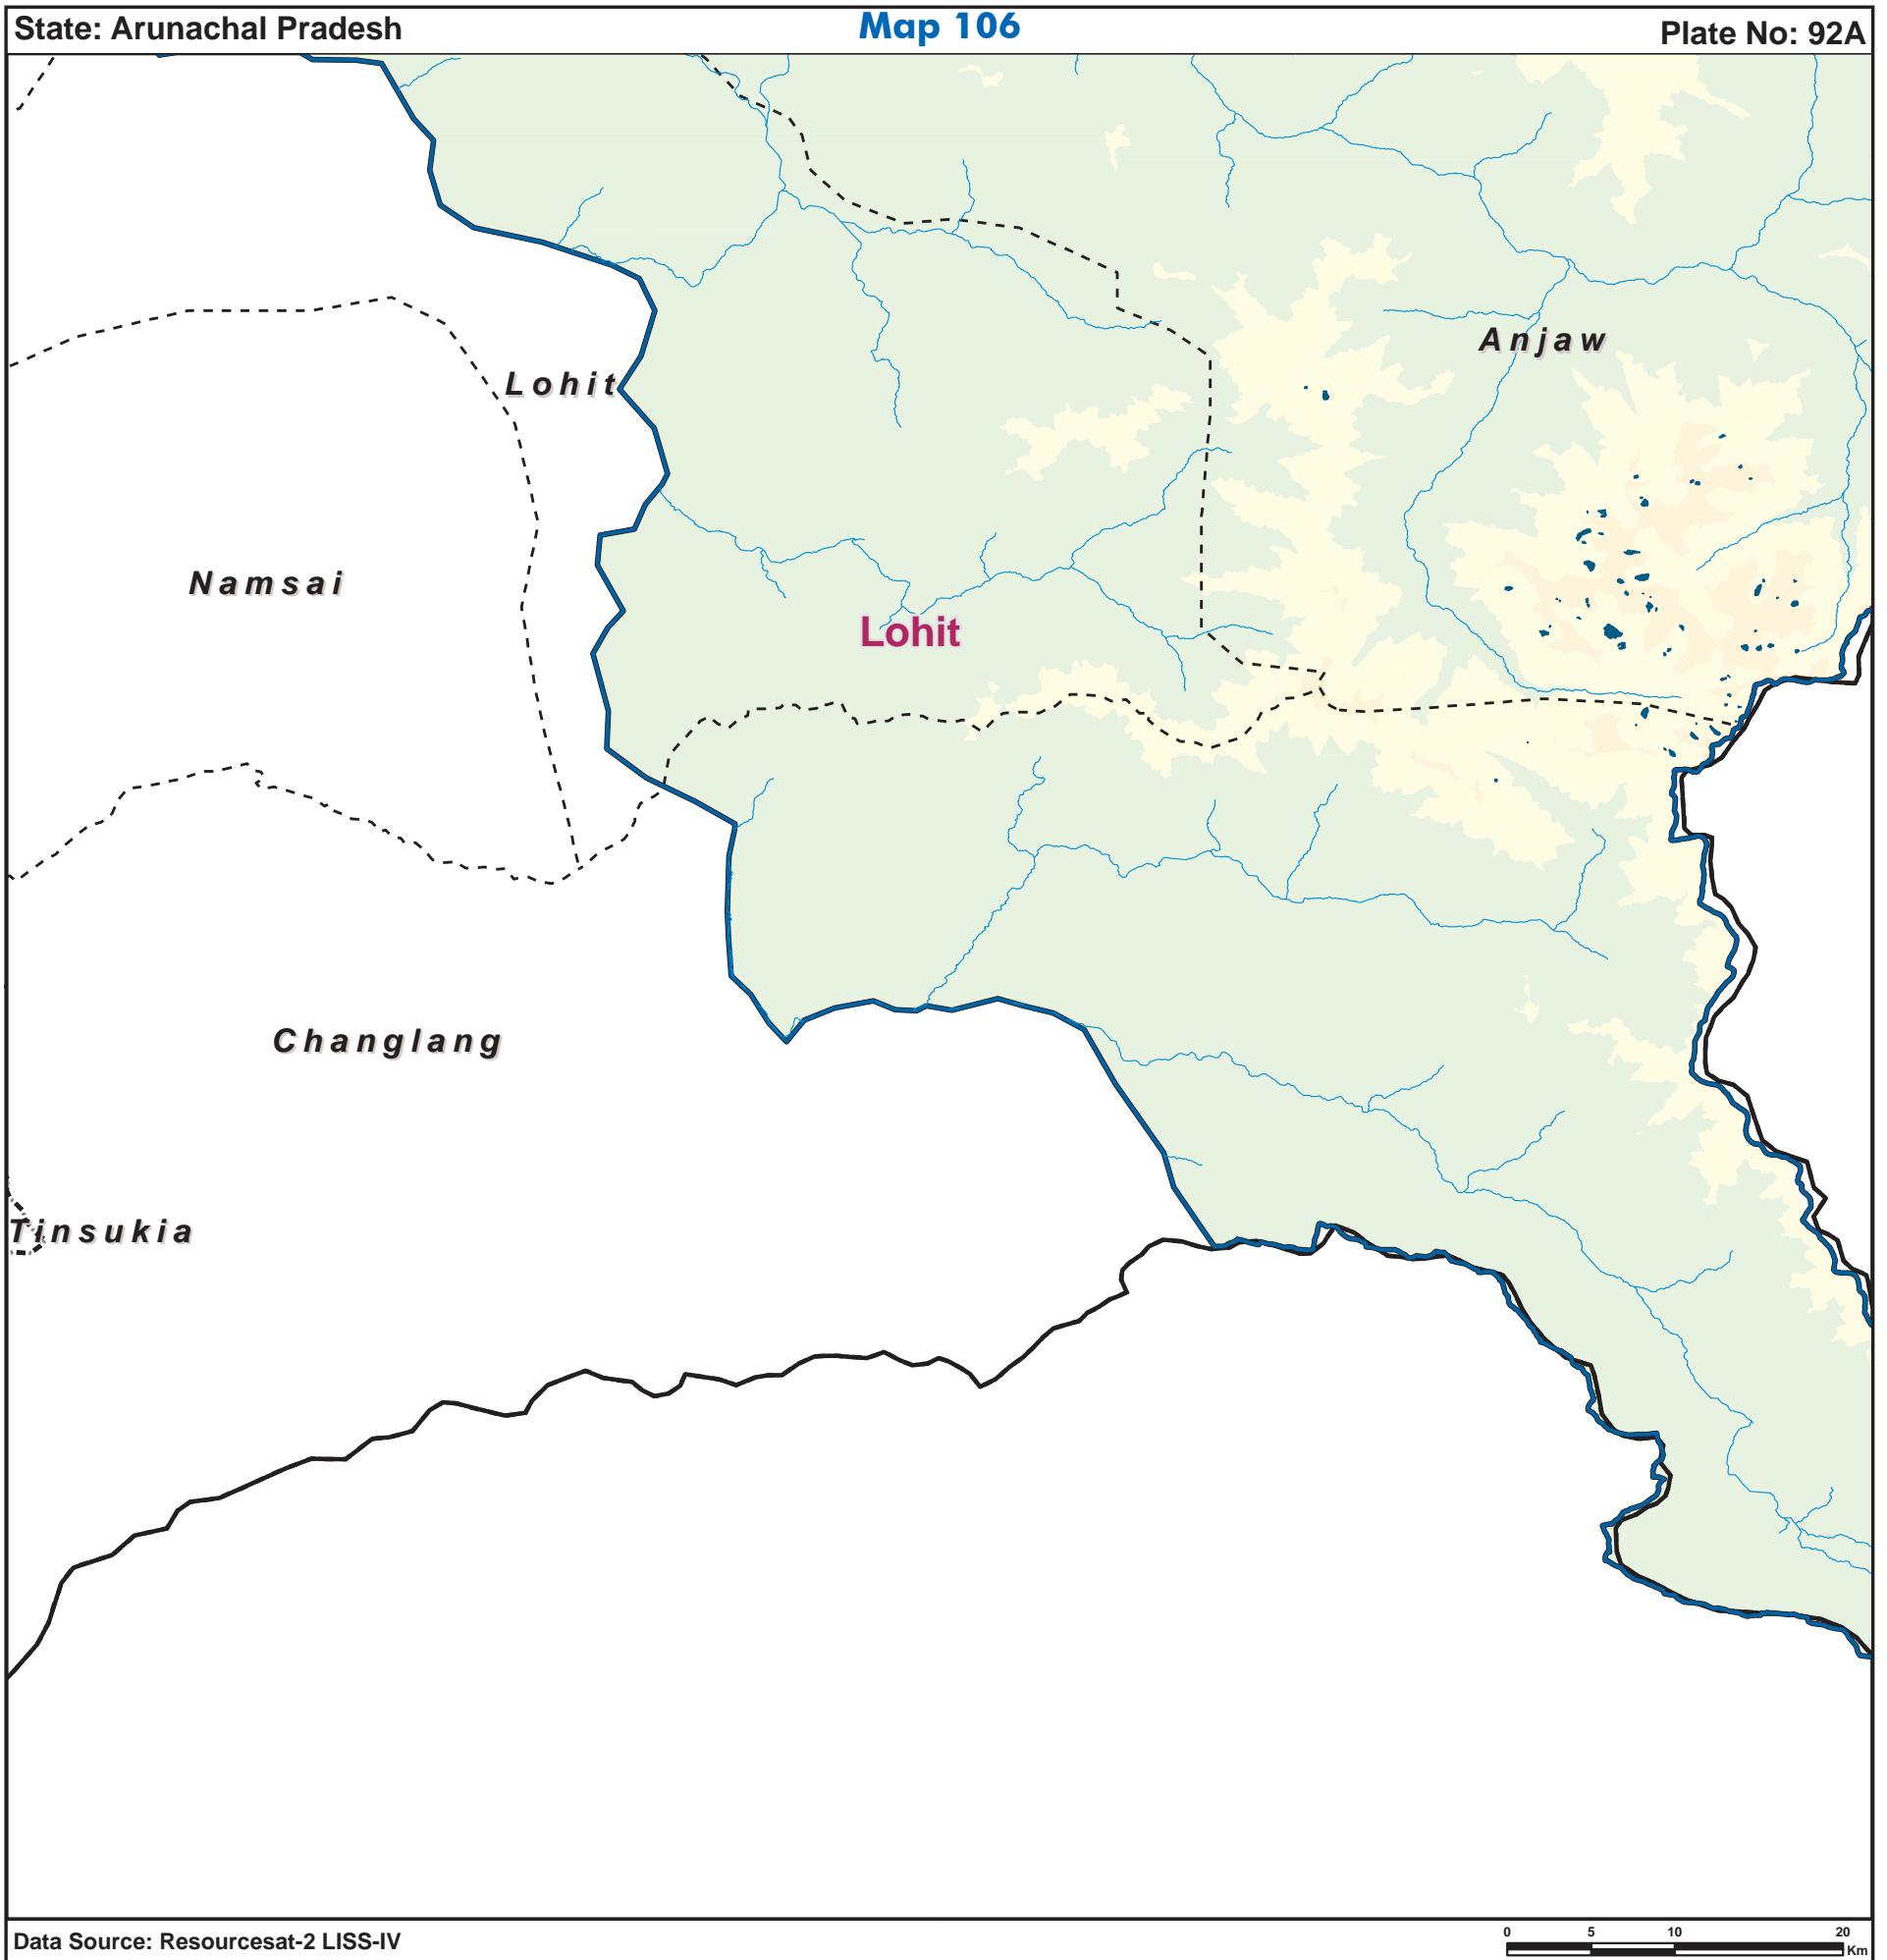 State: Arunachal Pradesh
Map 106
Plate No: 92A
Anjaw
Lohit
Namsai
Lohit
Changlang
Tinsukia
Data Source: Resourcesat-2 LISS-IV
0 5 10 20
Km